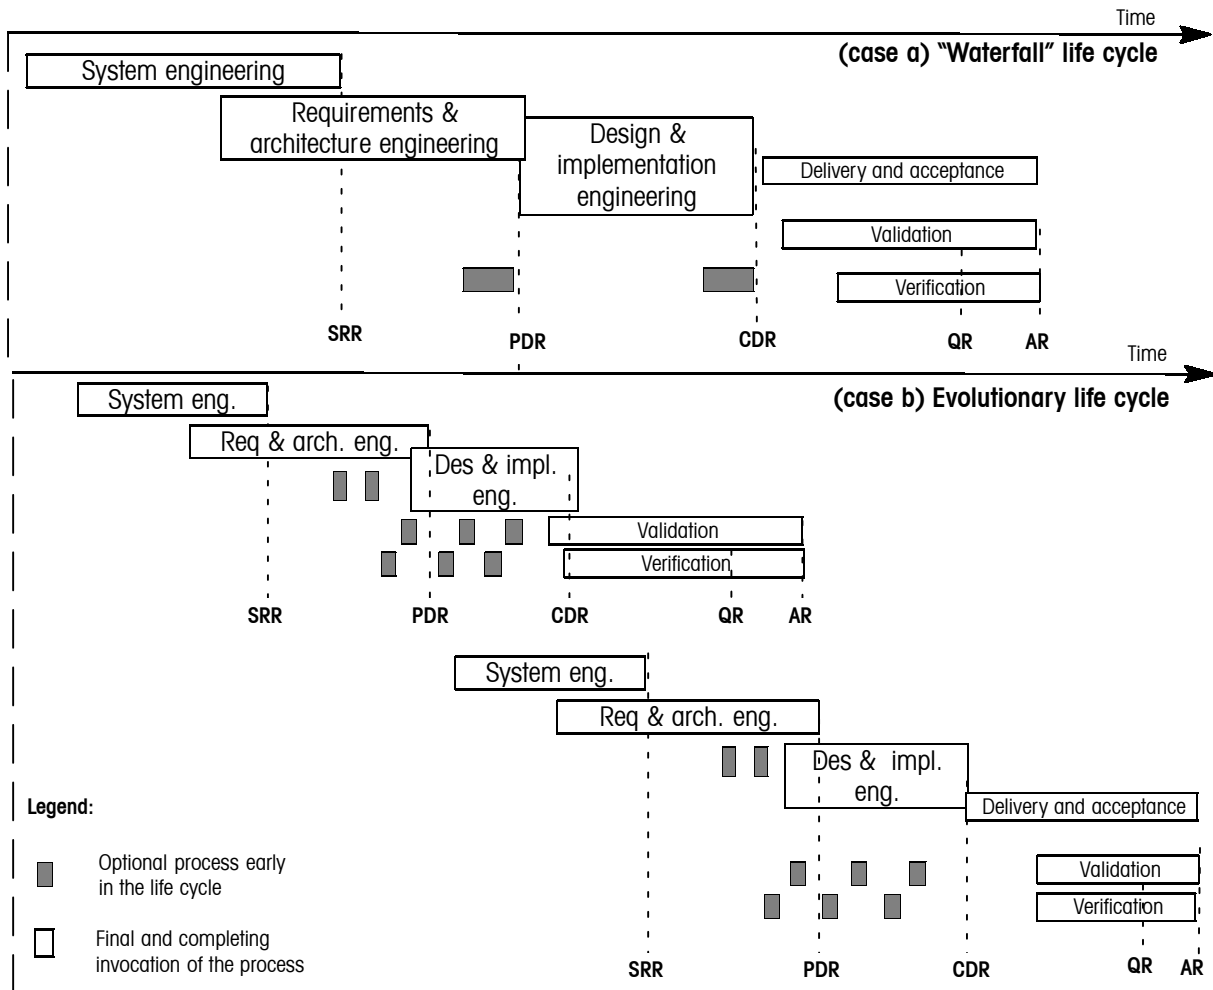 Time
(case a) “Waterfall” life cycle
System engineering
Requirements &
architecture engineering
Design &
implementation
engineering
Delivery and acceptance
Validation
Verification
SRR
PDR
CDR
QR
AR
Time
(case b) Evolutionary life cycle
System eng.
Req & arch. eng.
Des & impl.
eng.
Validation
Verification
SRR
PDR
CDR
QR
AR
System eng.
Req & arch. eng.
Des & impl.
eng.
Delivery and acceptance
Validation
Verification
SRR
PDR
CDR
QR
AR
Legend:
Optional process early
in the life cycle
Final and completing
invocation of the process